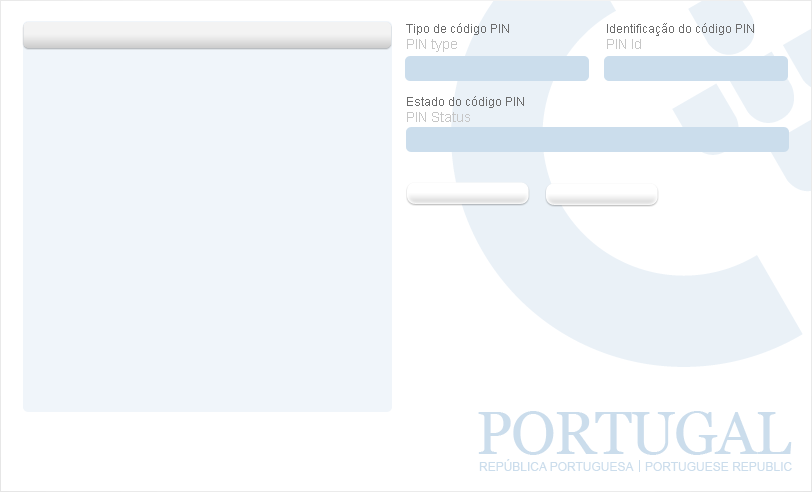 Tipo de código PIN
PIN type
Identificação do código PIN
PIN Id
Estado do código PIN
PIN Status
PORTUGAL
REPÚBLICA PORTUGUESA | PORTUGUESE REPUBLIC